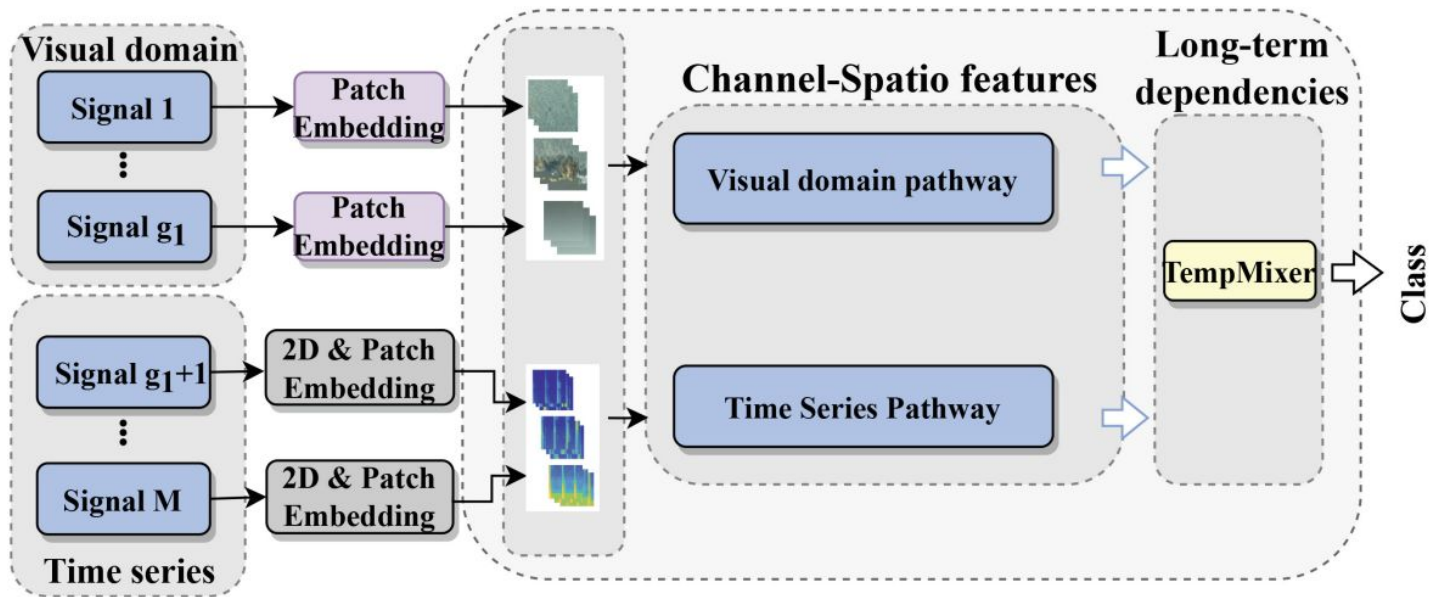 Visual domain
Signal 1
Signal g1
Patch
Embedding
Patch
Embedding
Signal g1+1
Signal M
Time series
2D & Patch
Embedding
2D & Patch
Embedding
Channel-Spatio features
Visual domain pathway
Time Series Pathway
Long-term
dependencies
TempMixer
Class